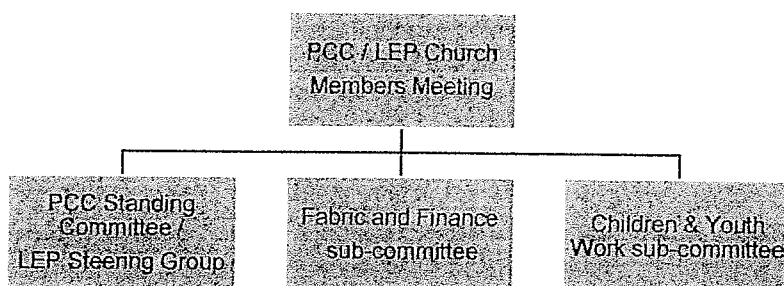 PCC / LEP Church
Members Meeting
PCC Standing
Committee /
LEP Steering Group
Fabric and Finance
sub-committee
Children & Youth
Work sub-committee